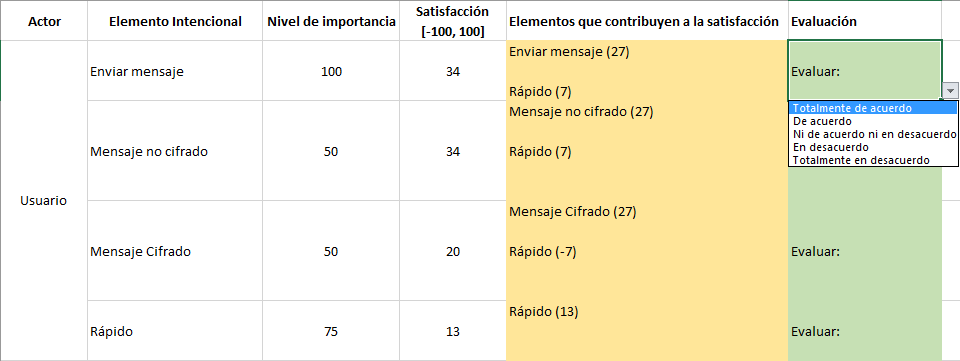 Actor Elemento Intencional Nivel de importancia Satisfacción [-100, 100] Elementos que contribuyen a la satisfacción Evaluación
Usuario
Enviar mensaje 100 34
Enviar mensaje (27)
Rápido (7)
Evaluar:
Totalmente de acuerdo
De acuerdo
Ni de acuerdo ni en desacuerdo
En desacuerdo
Totalmente en desacuerdo
Mensaje no cifrado 50 34
Mensaje no cifrado (27)
Rápido (7)
Mensaje Cifrado 50 20
Mensaje Cifrado (27)
Rápido (-7)
Evaluar:
Rápido 75 13
Rápido (13)
Evaluar: